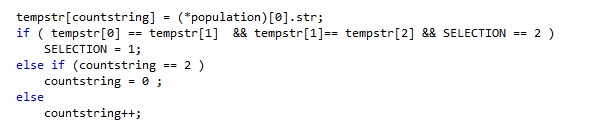 tempstr[countstring] = (*population)[0].str;
if ( tempstr[0] == tempstr[1]  && tempstr[1]== tempstr[2] && SELECTION == 2 )
    SELECTION = 1;
else if (countstring == 2 )
    countstring = 0 ;
else
    countstring++;